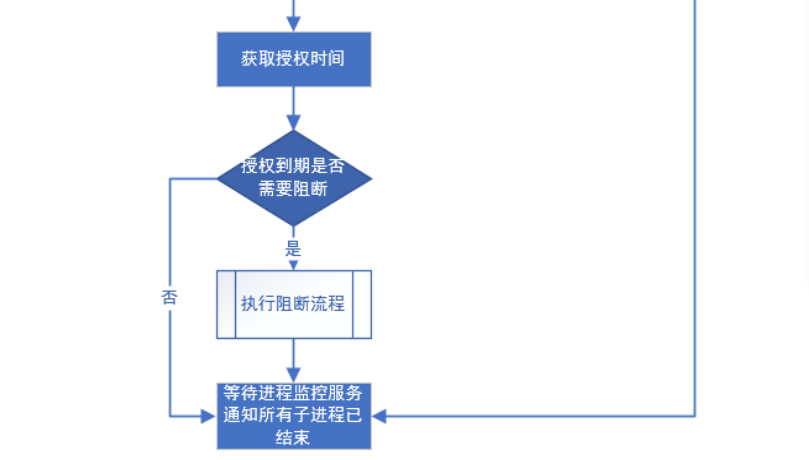 获取授权时间
授权到期是否
需要阻断
是
否
执行阻断流程
等待进程监控服务
通知所有子进程已
结束